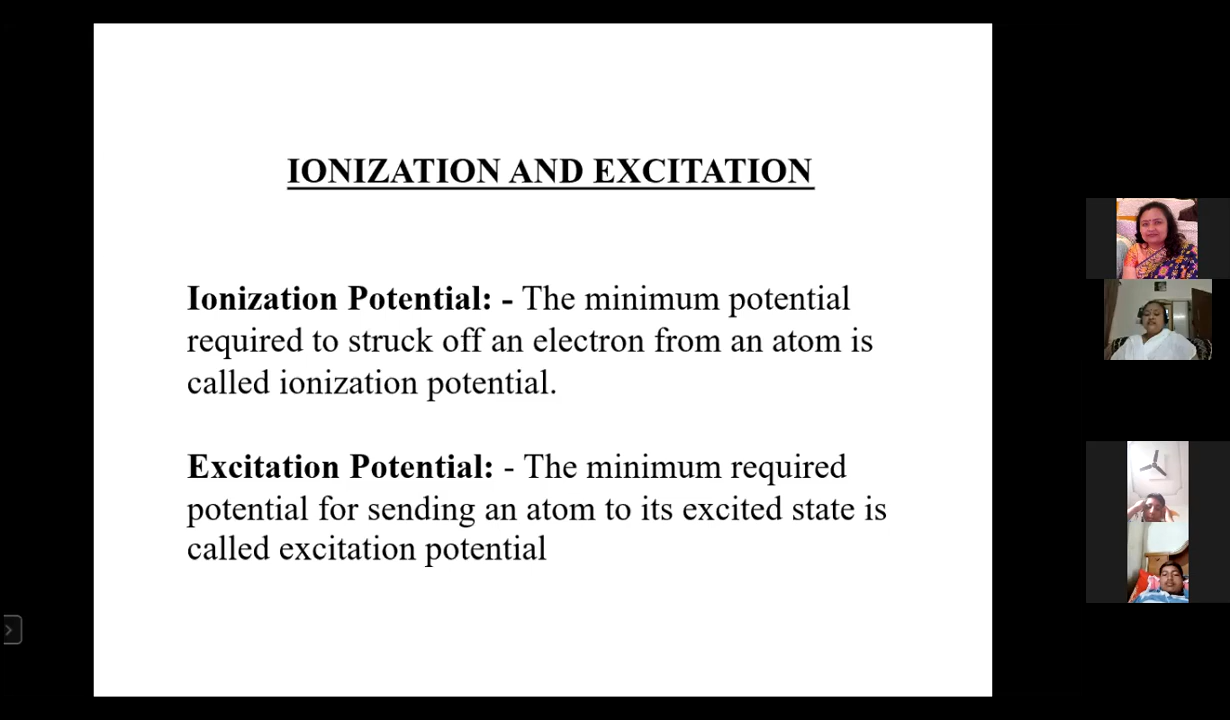 IONIZATION AND EXCITATION
Ionization Potential: - The minimum potential
required to struck off an electron from an atom is
called ionization potential.
Excitation Potential: - The minimum required
potential for sending an atom to its excited state is
called excitation potential